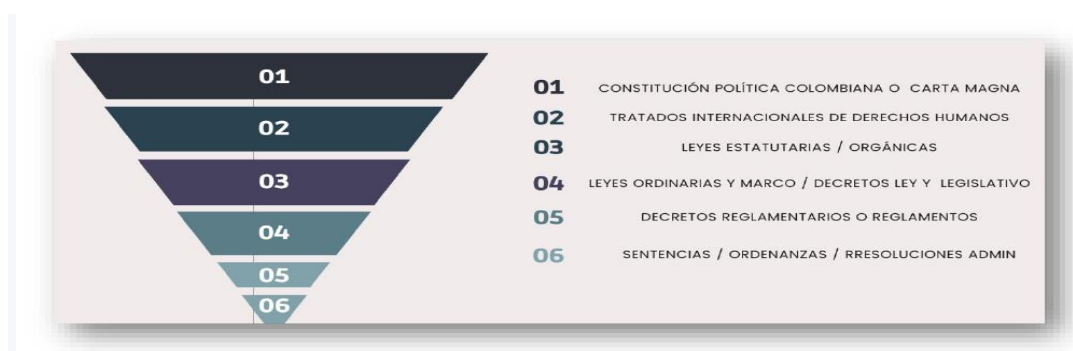 01
02
03
04
05
06
01 CONSTITUCIÓN POLÍTICA COLOMBIANA O CARTA MAGNA
02 TRATADOS INTERNACIONALES DE DERECHOS HUMANOS
03 LEYES ESTATUTARIAS / ORGÁNICAS
04 LEYES ORDINARIAS Y MARCO / DECRETOS LEY Y LEGISLATIVO
05 DECRETOS REGLAMENTARIOS O REGLAMENTOS
06 SENTENCIAS / ORDENANZAS / RRESOLUCIONES ADMIN